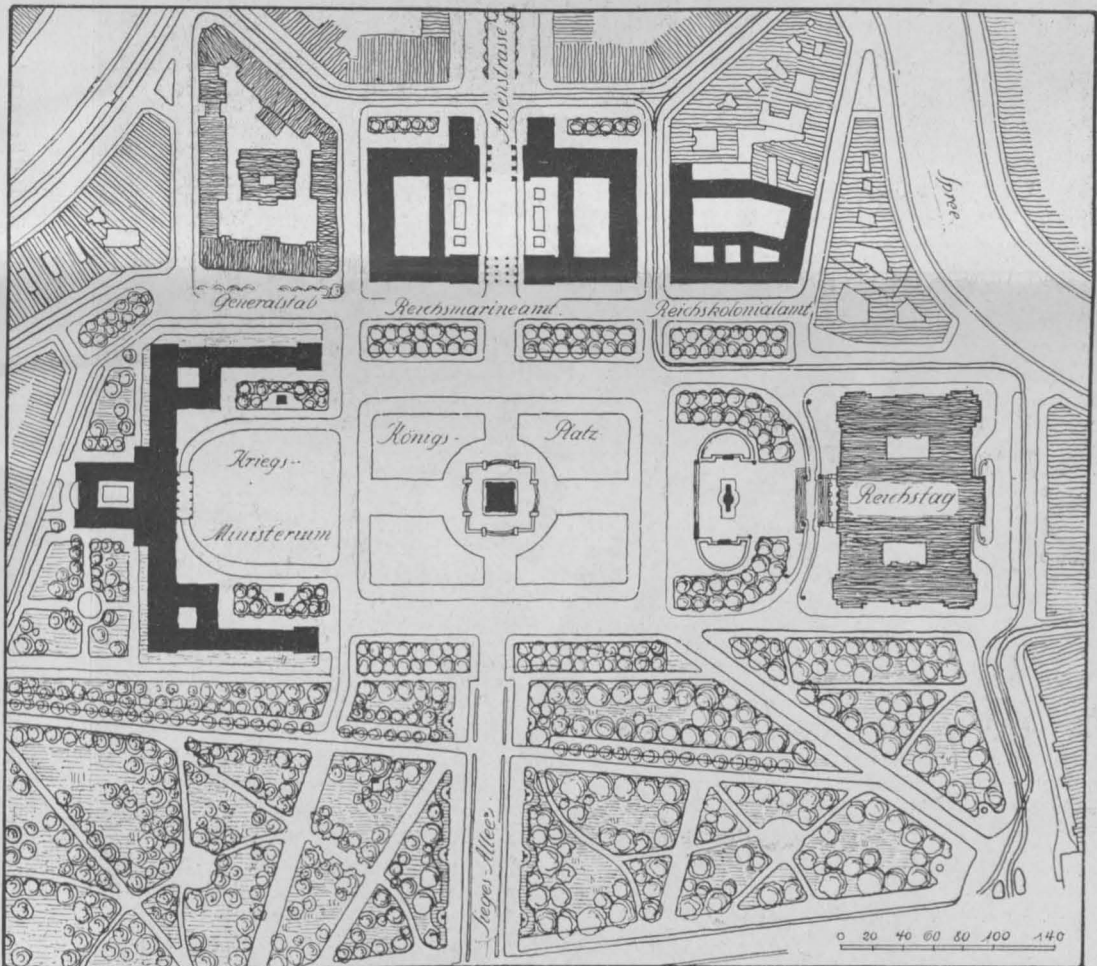 Alsenstrasse
Spree
Generalstab
Reichsmarineamt.
Reichskolonialamt
Königs-
Platz
Kriegs-
Ministerium
Reichstag
Sieges-Allee
0 20 40 60 80 100 140